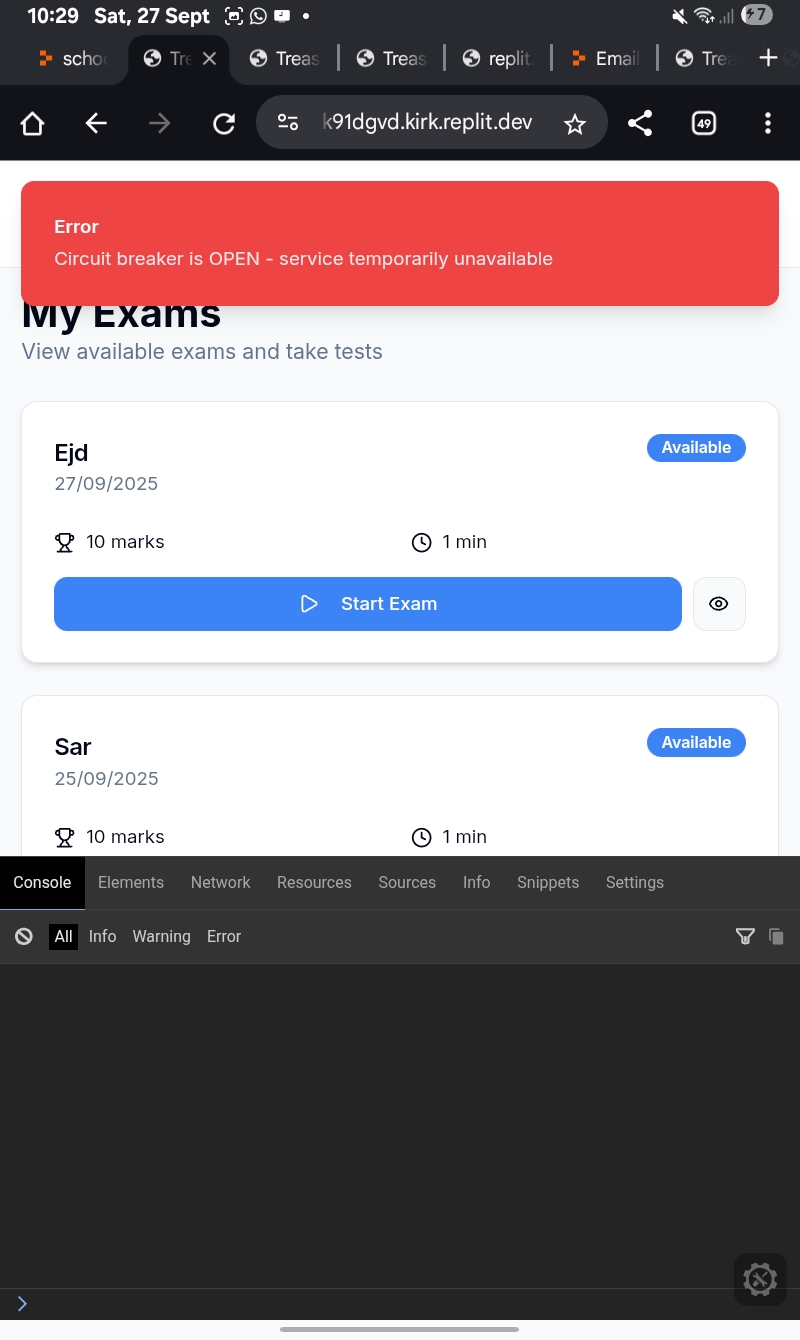 10:29 Sat, 27 Sept 7
schoo Tre Treas Treas replit. Email Trea
k91dgvd.kirk.replit.dev 49
Error
Circuit breaker is OPEN - service temporarily unavailable
My Exams
View available exams and take tests
Ejd Available
27/09/2025
10 marks 1 min
Start Exam
Sar Available
25/09/2025
10 marks 1 min
Console Elements Network Resources Sources Info Snippets Settings
All Info Warning Error